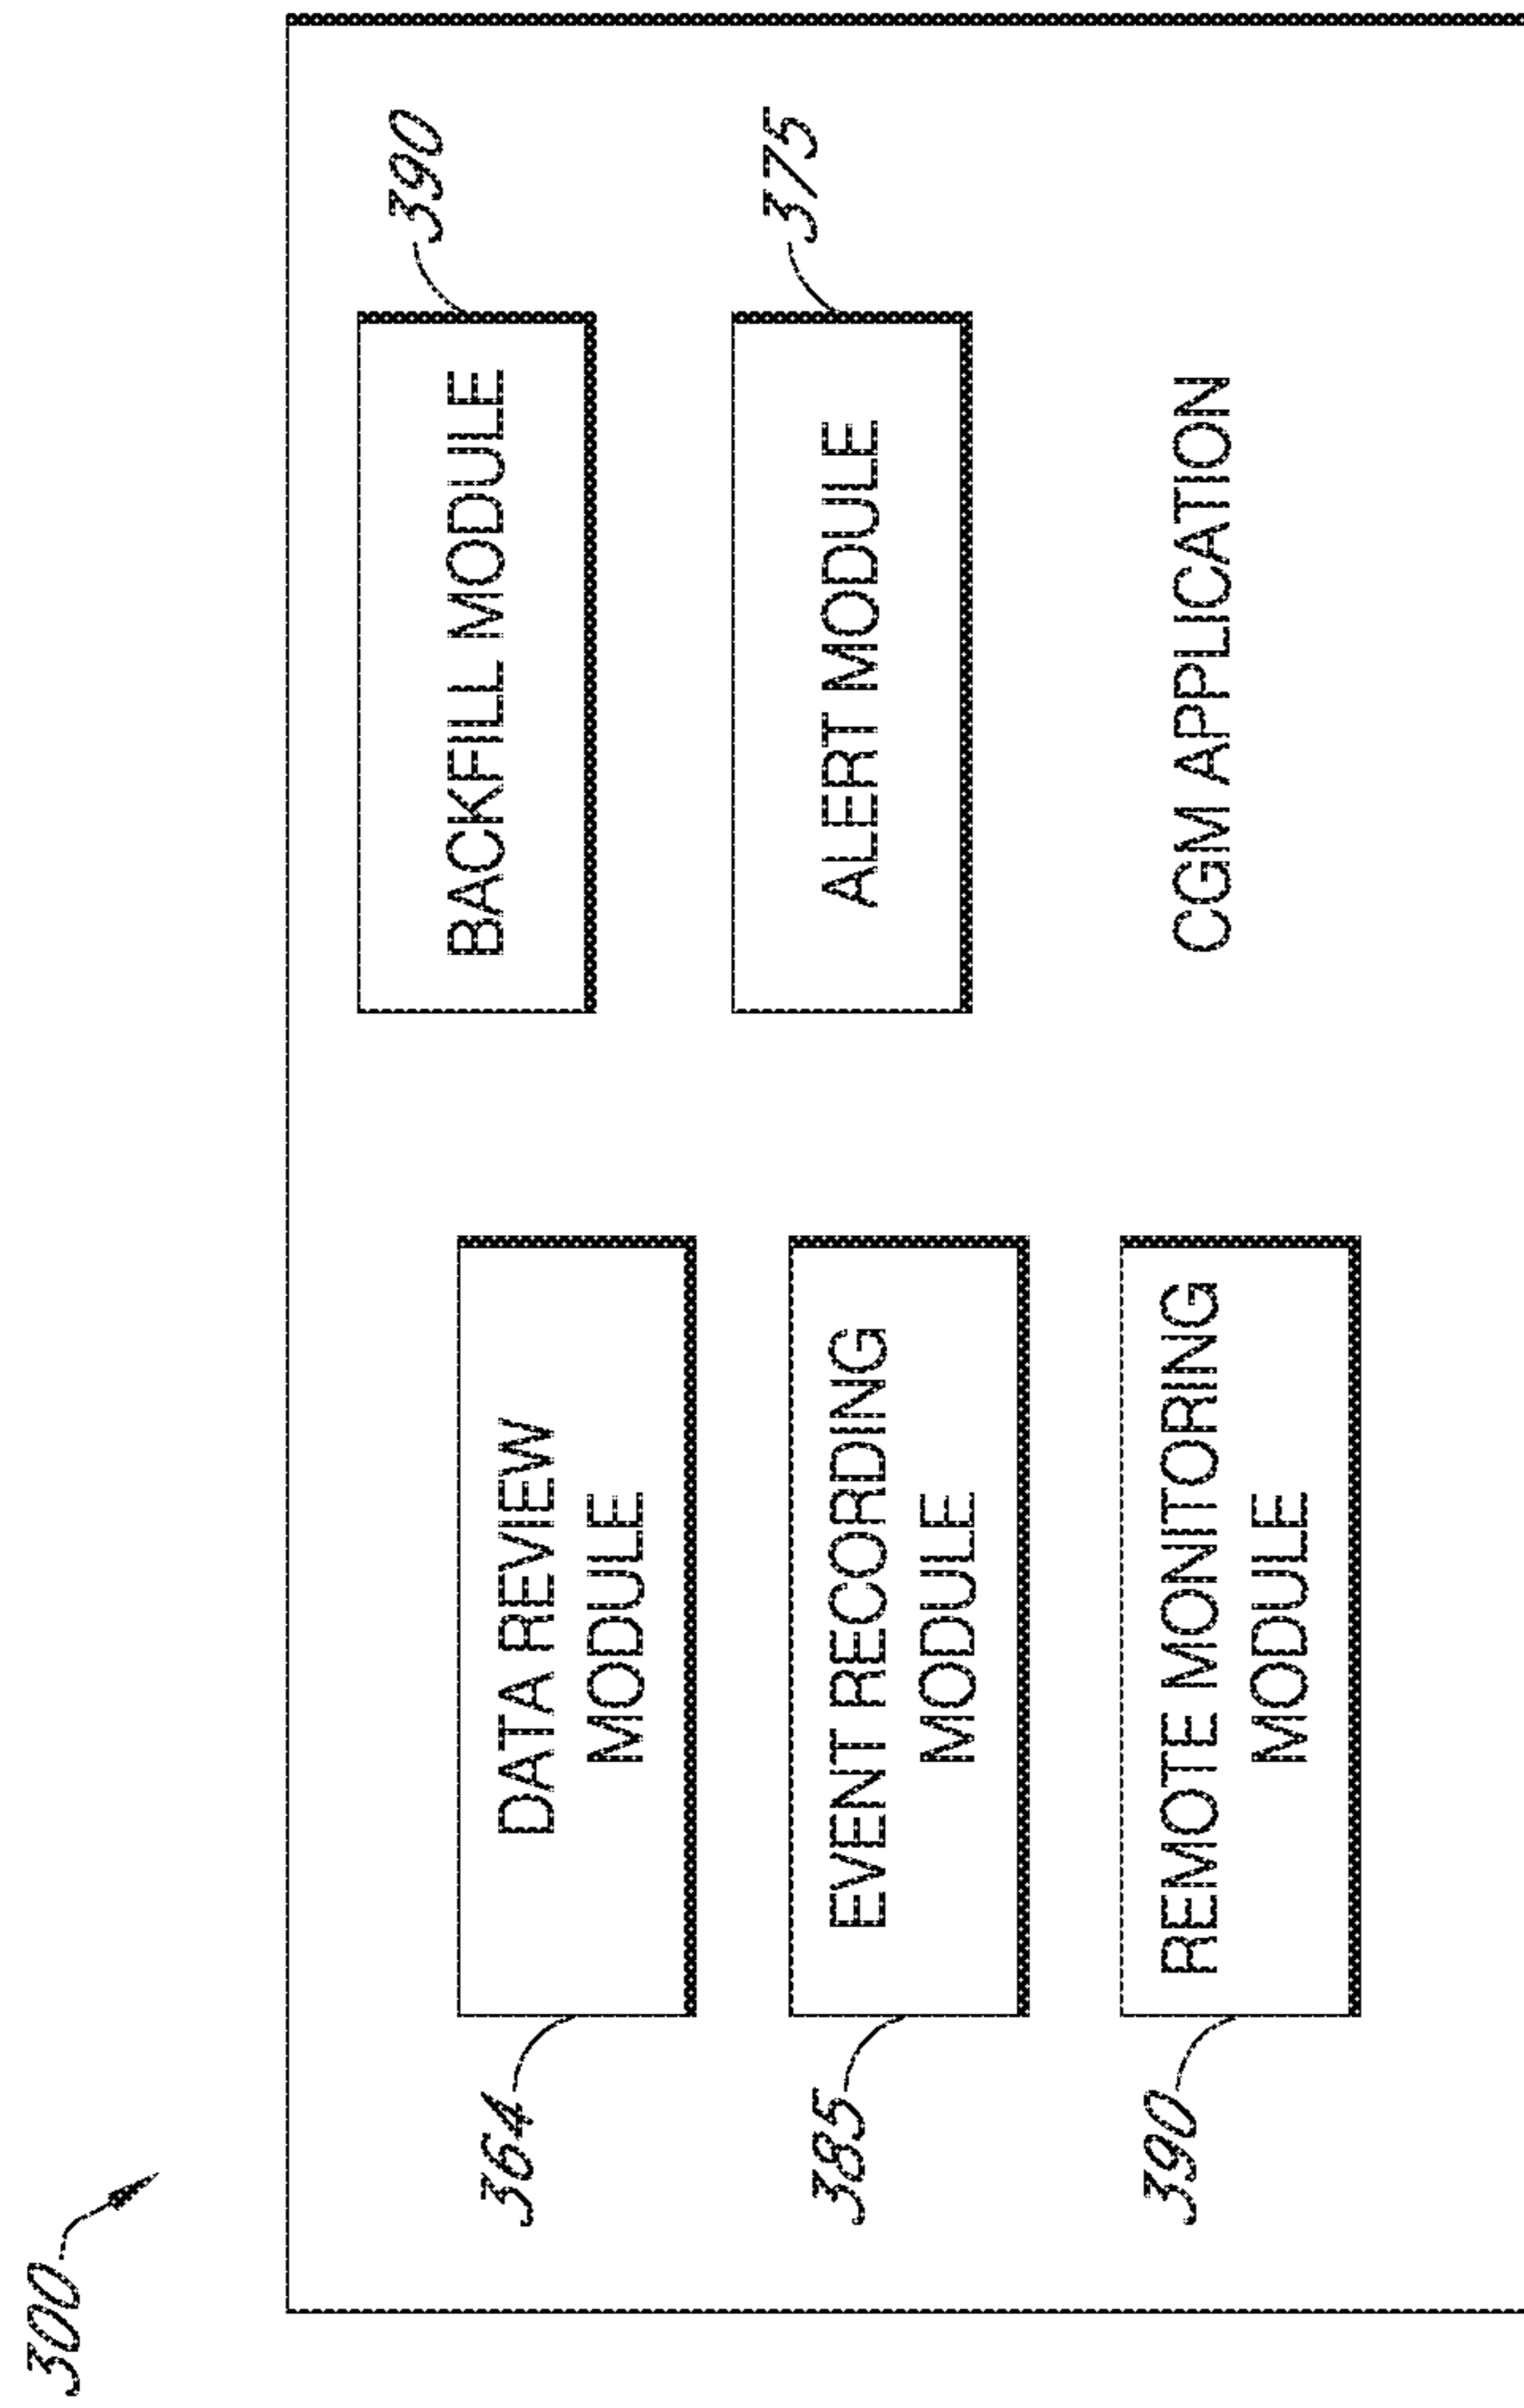 300
364
DATA REVIEW
MODULE
390
BACKFILL MODULE
385
EVENT RECORDING
MODULE
375
ALERT MODULE
390
REMOTE MONITORING
MODULE
CGM APPLICATION